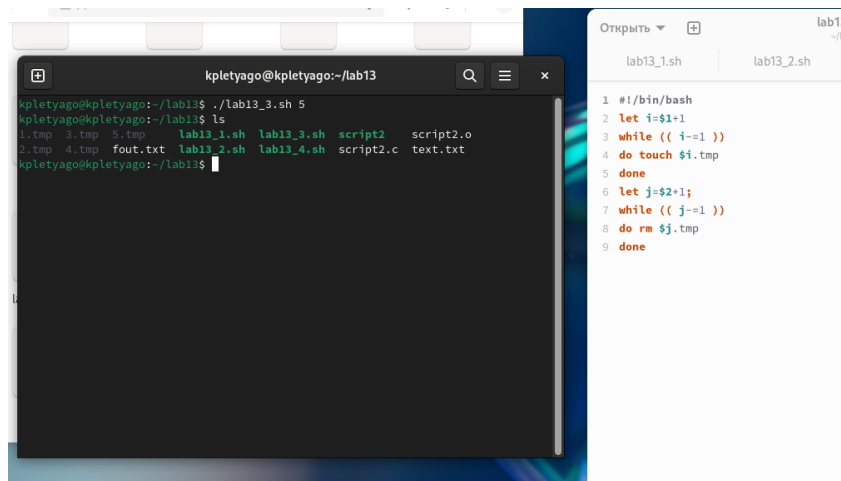 kpletyago@kpletyago:~/lab13
kpletyago@kpletyago:~/lab13$ ./lab13_3.sh 5
kpletyago@kpletyago:~/lab13$ ls
1.tmp 3.tmp 5.tmp lab13_1.sh lab13_3.sh script2 script2.o
2.tmp 4.tmp fout.txt lab13_2.sh lab13_4.sh script2.c text.txt
kpletyago@kpletyago:~/lab13$
Открыть
lab13_1.sh lab13_2.sh
1 #!/bin/bash
2 let i=$1+1
3 while (( i-=1 ))
4 do touch $i.tmp
5 done
6 let j=$2+1;
7 while (( j-=1 ))
8 do rm $j.tmp
9 done